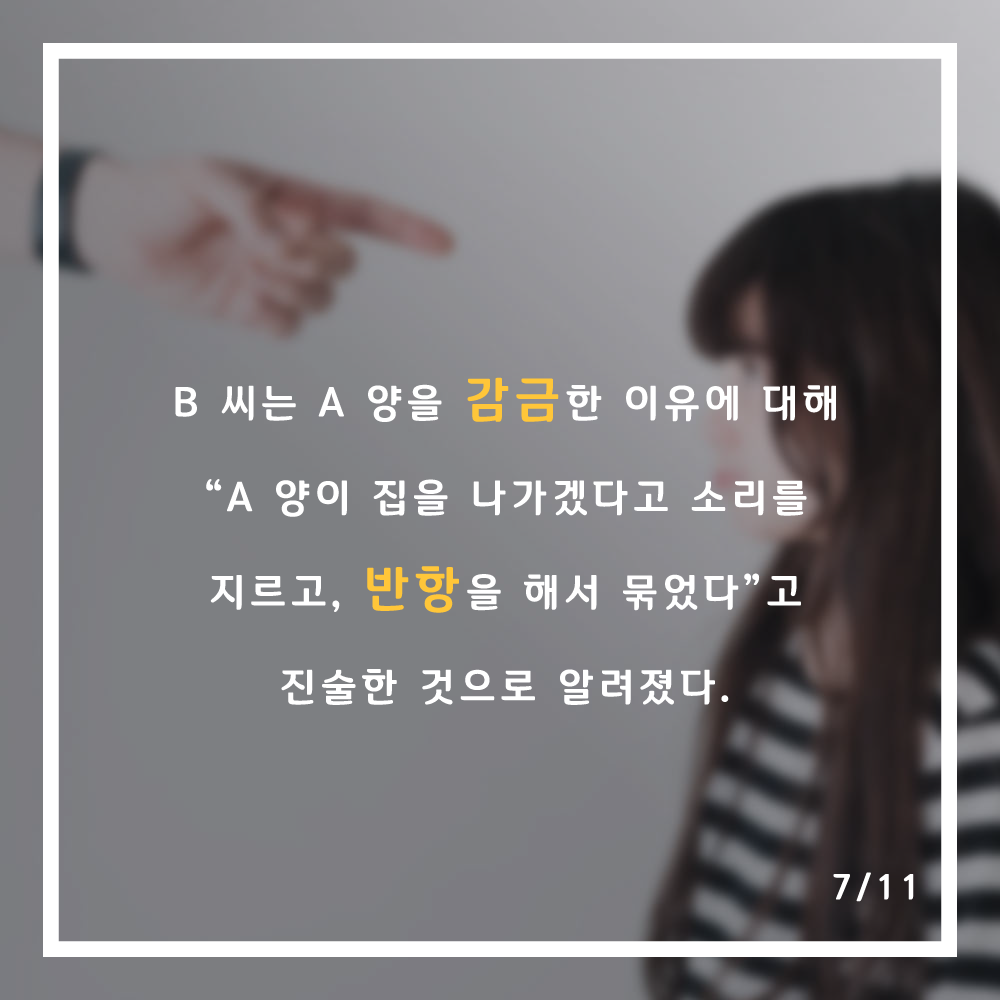 B 씨는 A 양을 감금한 이유에 대해
“A 양이 집을 나가겠다고 소리를
지르고, 반항을 해서 묶었다”고
진술한 것으로 알려졌다.
7/11